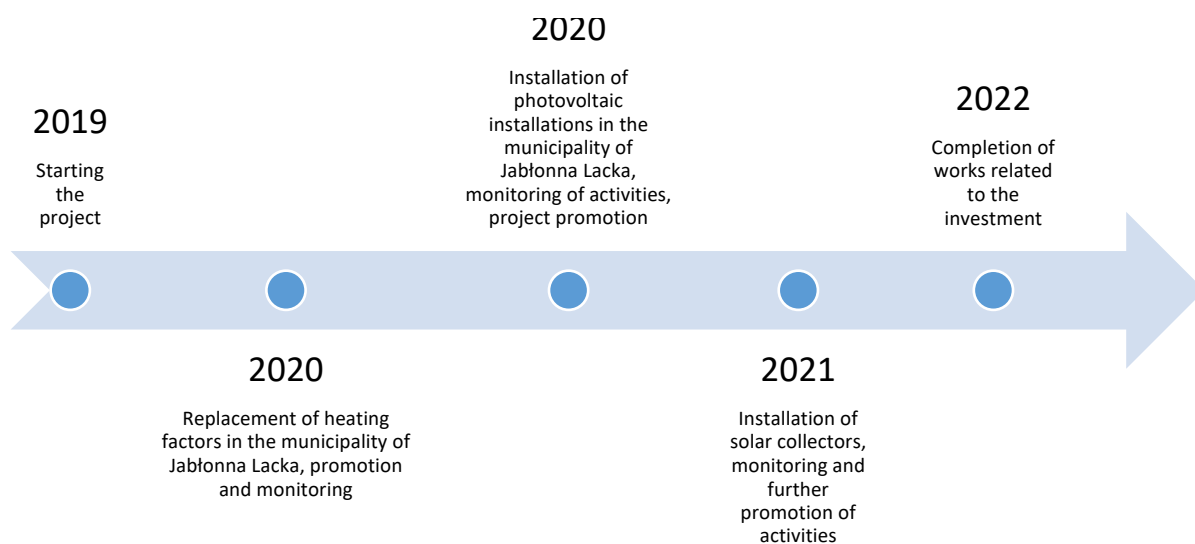 2019
Starting
the
project
2020
Replacement of heating
factors in the municipality of
Jabłonna Lacka, promotion
and monitoring
2020
Installation of
photovoltaic
installations in the
municipality of
Jabłonna Lacka,
monitoring of activities,
project promotion
2021
Installation of
solar collectors,
monitoring and
further
promotion of
activities
2022
Completion of
works related
to the
investment